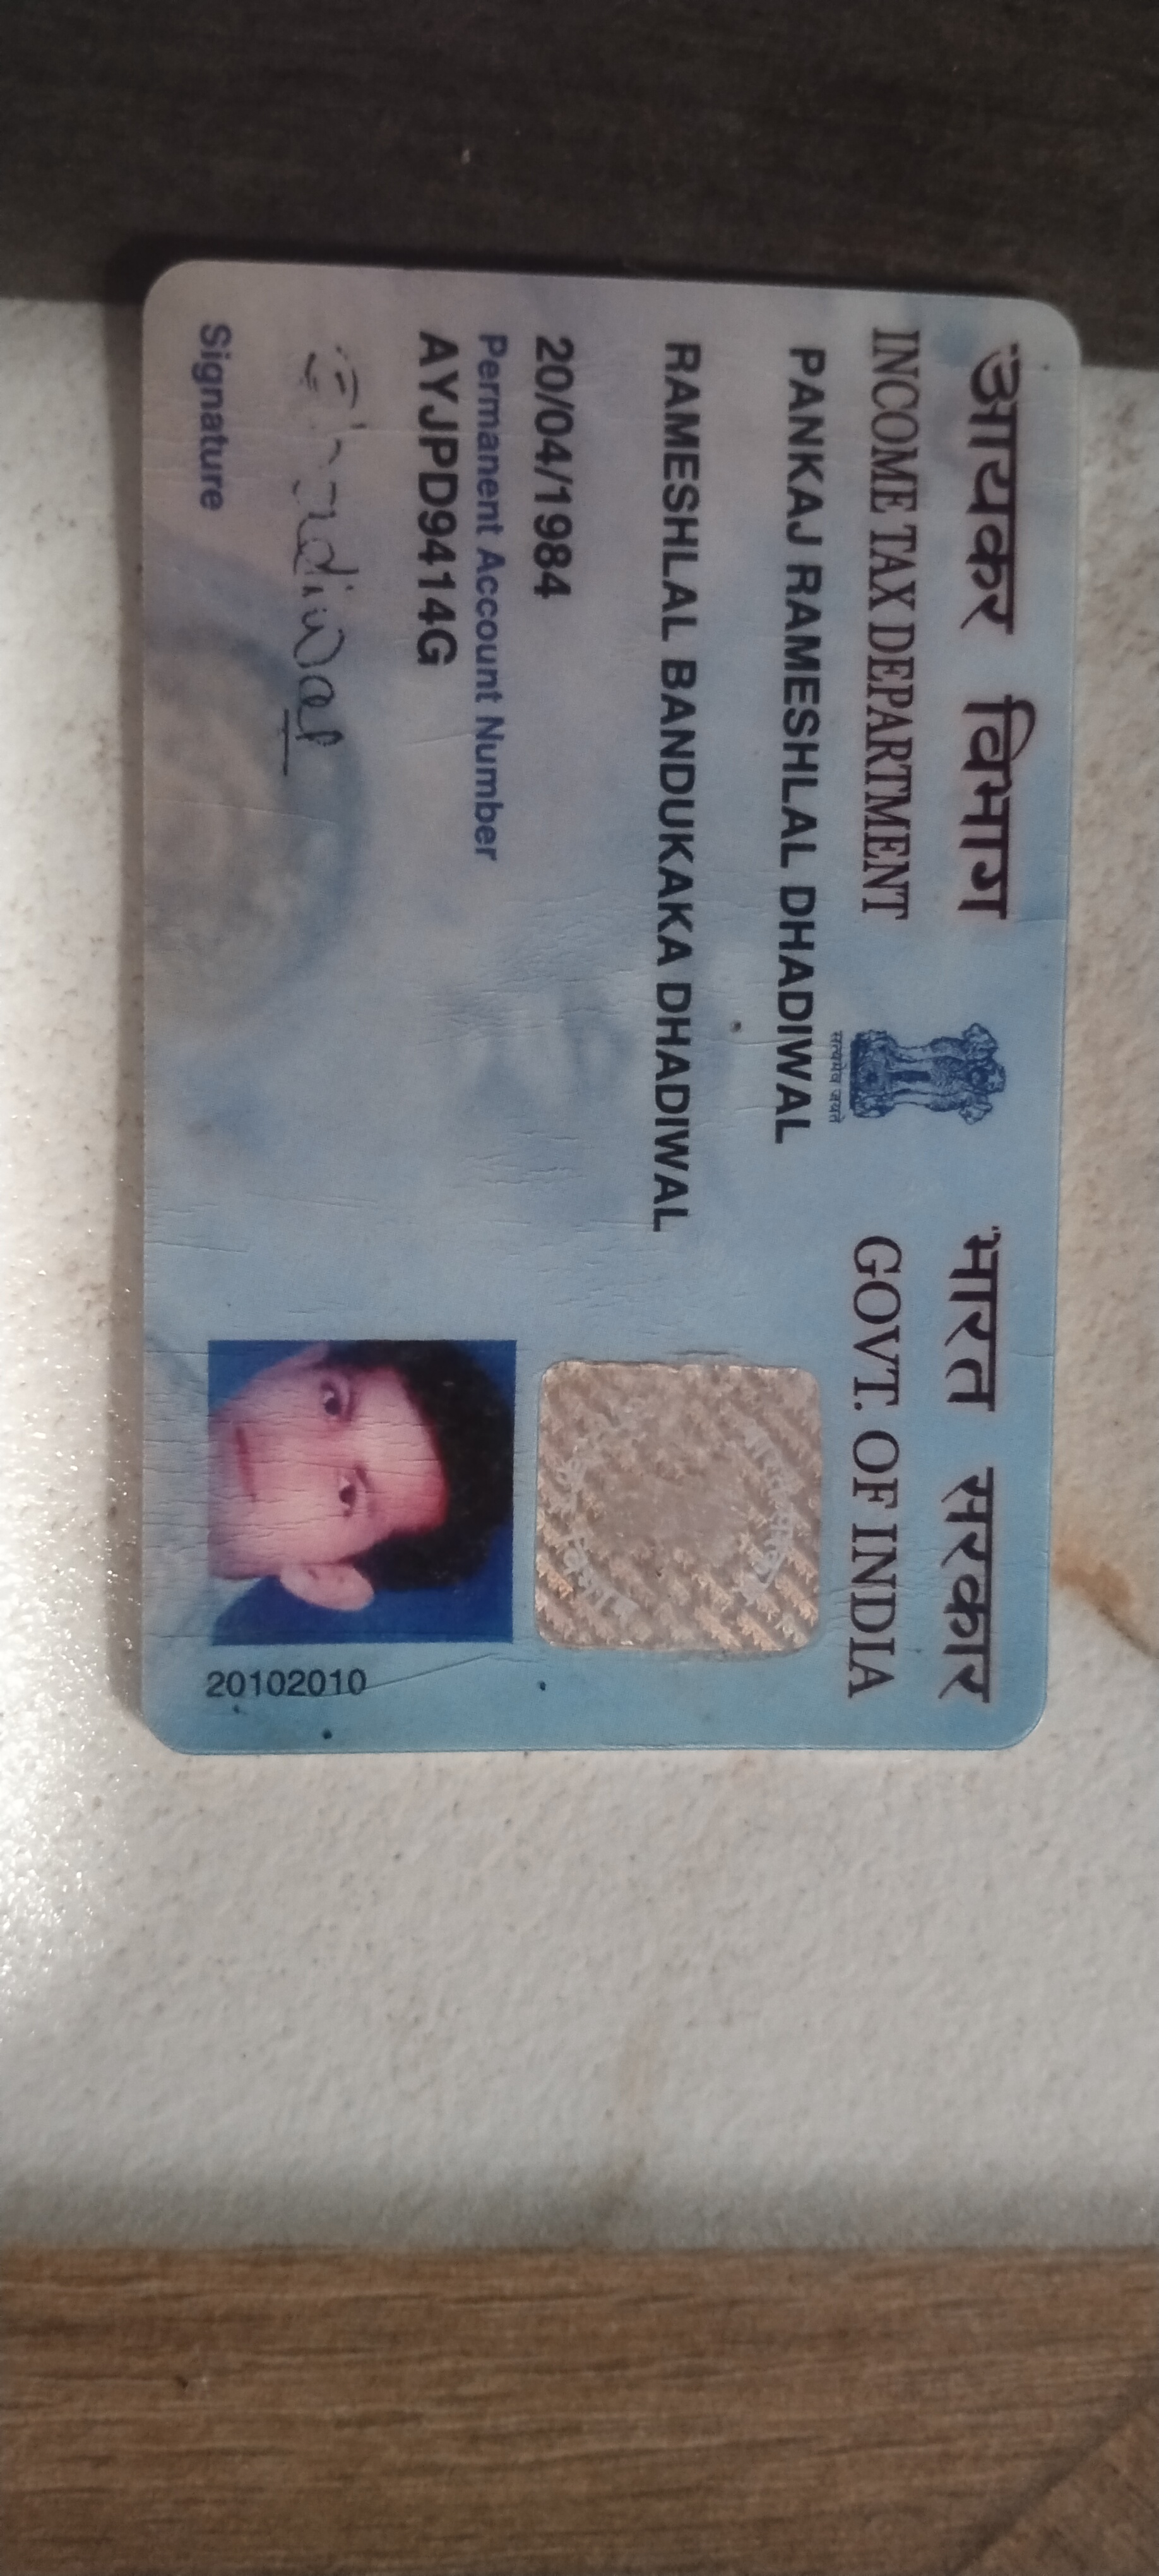 आयकर विभाग
INCOME TAX DEPARTMENT
सत्यमेव जयते
भारत सरकार
GOVT. OF INDIA
PANKAJ RAMESHLAL DHADIWAL
RAMESHLAL BANDUKAKA DHADIWAL
20/04/1984
Permanent Account Number
AYJPD9414G
Signature
20102010